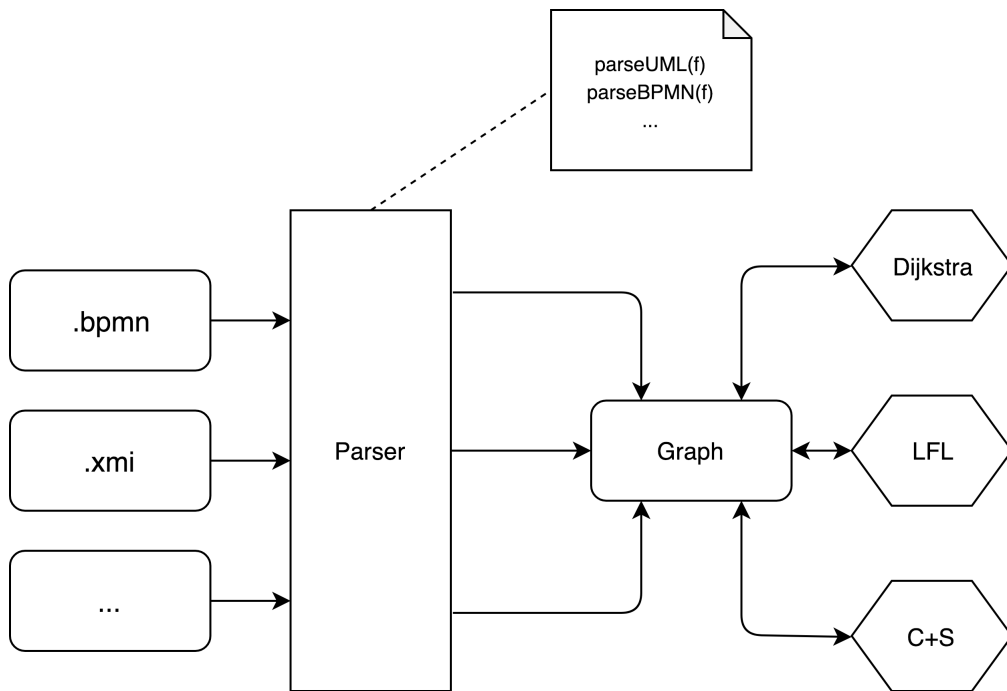 parseUML(f)
parseBPMN(f)
...
.bpmn
.xmi
...
Parser
Graph
Dijkstra
LFL
C+S